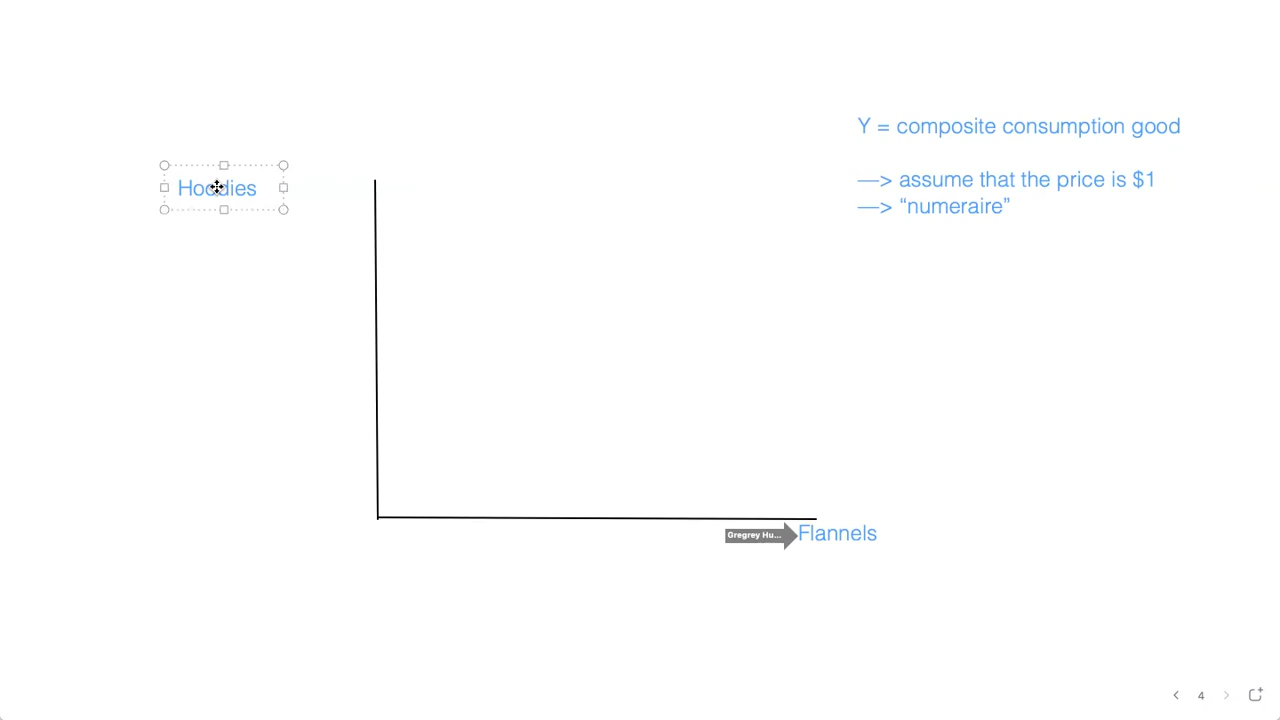 Y = composite consumption good
—> assume that the price is $1
—> “numeraire”
Hoodies
Gregrey Hu...
Flannels
4